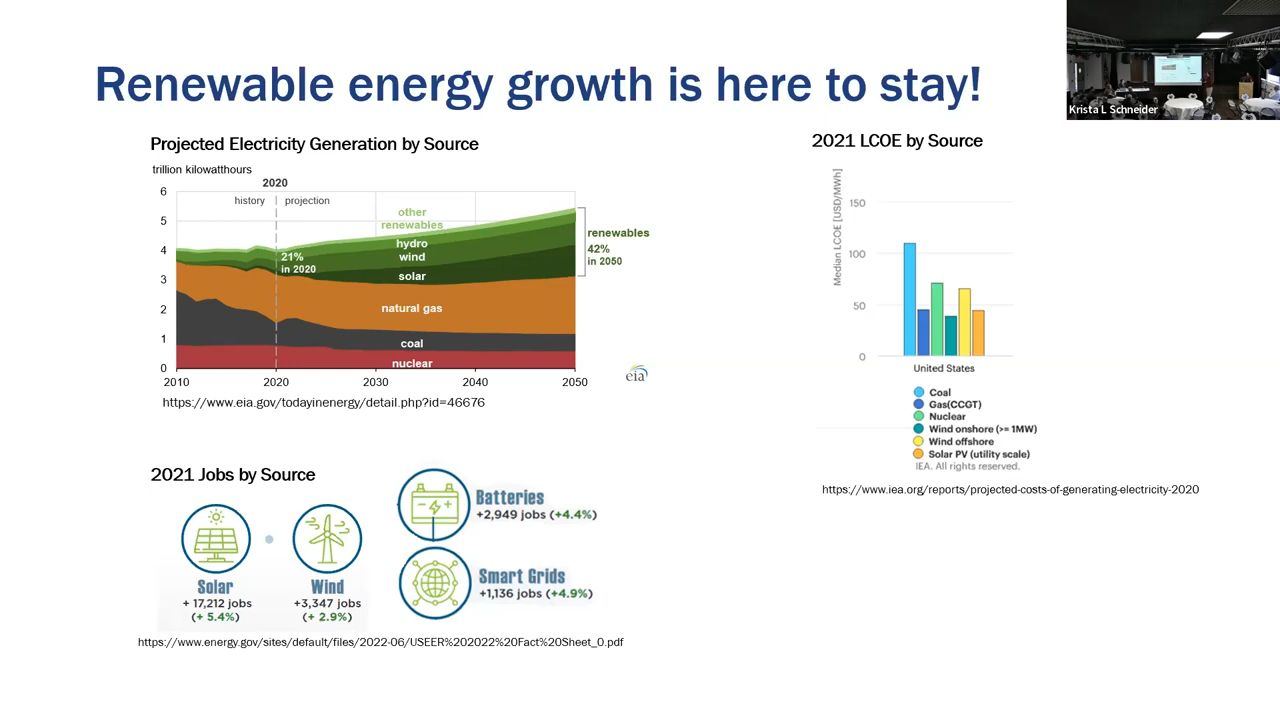 Renewable energy growth is here to stay!
Krista L Schneider
Projected Electricity Generation by Source
trillion kilowatthours
2020
history
projection
6
5
4
3
2
1
0
other
renewables
hydro
wind
solar
natural gas
coal
nuclear
21%
in 2020
renewables
42%
in 2050
2010
2020
2030
2040
2050
eia
https://www.eia.gov/todayinenergy/detail.php?id=46676
2021 LCOE by Source
Median LCOE [USD/MWh]
150
100
50
0
United States
Coal
Gas(CCGT)
Nuclear
Wind onshore (>= 1MW)
Wind offshore
Solar PV (utility scale)
IEA. All rights reserved.
https://www.iea.org/reports/projected-costs-of-generating-electricity-2020
2021 Jobs by Source
Solar
+ 17,212 jobs
(+ 5.4%)
Wind
+3,347 jobs
(+ 2.9%)
Batteries
+2,949 jobs (+4.4%)
Smart Grids
+1,136 jobs (+4.9%)
https://www.energy.gov/sites/default/files/2022-06/USEER%202022%20Fact%20Sheet_0.pdf